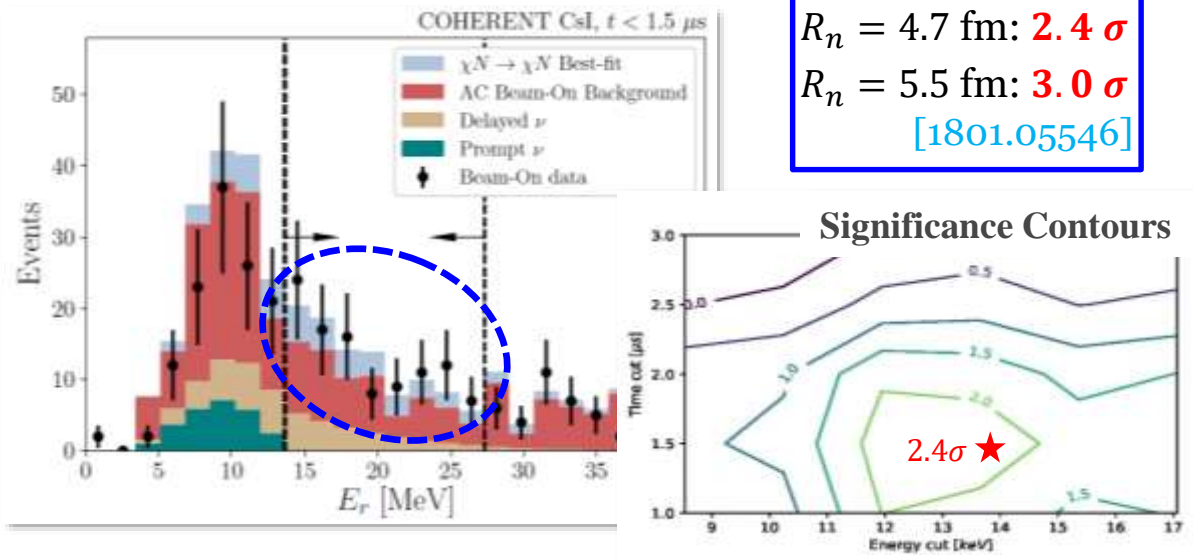 COHERENT CsI, t < 1.5 μs
χN → χN Best-fit
AC Beam-On Background
Delayed ν
Prompt ν
Beam-On data
50
40
30
20
10
0
Events
0 5 10 15 20 25 30 35
E_r [MeV]
R_n = 4.7 fm: 2.4 σ
R_n = 5.5 fm: 3.0 σ
[1801.05546]
Significance Contours
3.0
2.5
2.0
1.5
1.0
Time cut [μs]
0.5
1.0
1.5
2.0
1.5
2.4σ
9 10 11 12 13 14 15 16 17
Energy cut [keV]